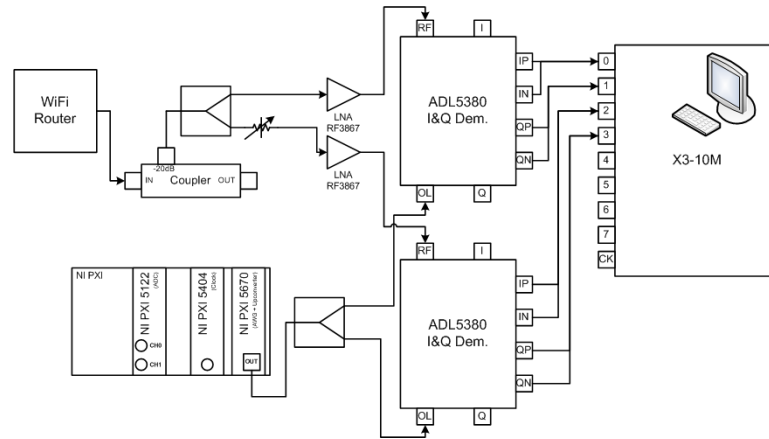 WiFi
Router
-20dB
IN
Coupler
OUT
LNA
RF3867
LNA
RF3867
RF
I
IP
IN
QP
QN
ADL5380
I&Q Dem.
OL
Q
0
1
2
3
4
5
6
7
CK
X3-10M
NI PXI
NI PXI 5122
(ADC)
CH0
CH1
NI PXI 5404
(Clock)
NI PXI 5670
(AWG + Upconverter)
OUT
RF
I
IP
IN
QP
QN
ADL5380
I&Q Dem.
OL
Q